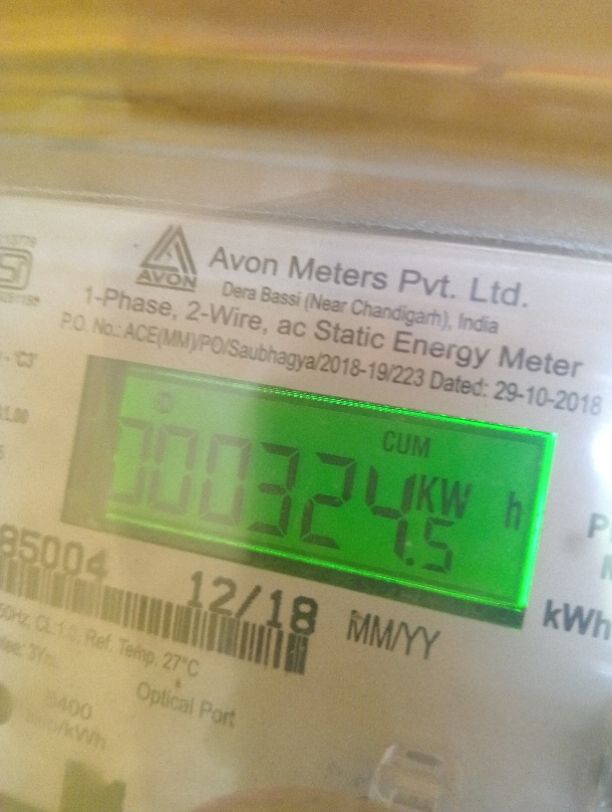 AVON
Avon Meters Pvt. Ltd.
Dera Bassi (Near Chandigarh), India
1-Phase, 2-Wire, ac Static Energy Meter
P.O. No.: ACE(MM)/PO/Saubhagya/2018-19/223 Dated: 29-10-2018
CUM
000324.5 KW h
85004
12/18 MM/YY
kWh
50Hz, CL 1.0, Ref. Temp. 27°C
Optical Port